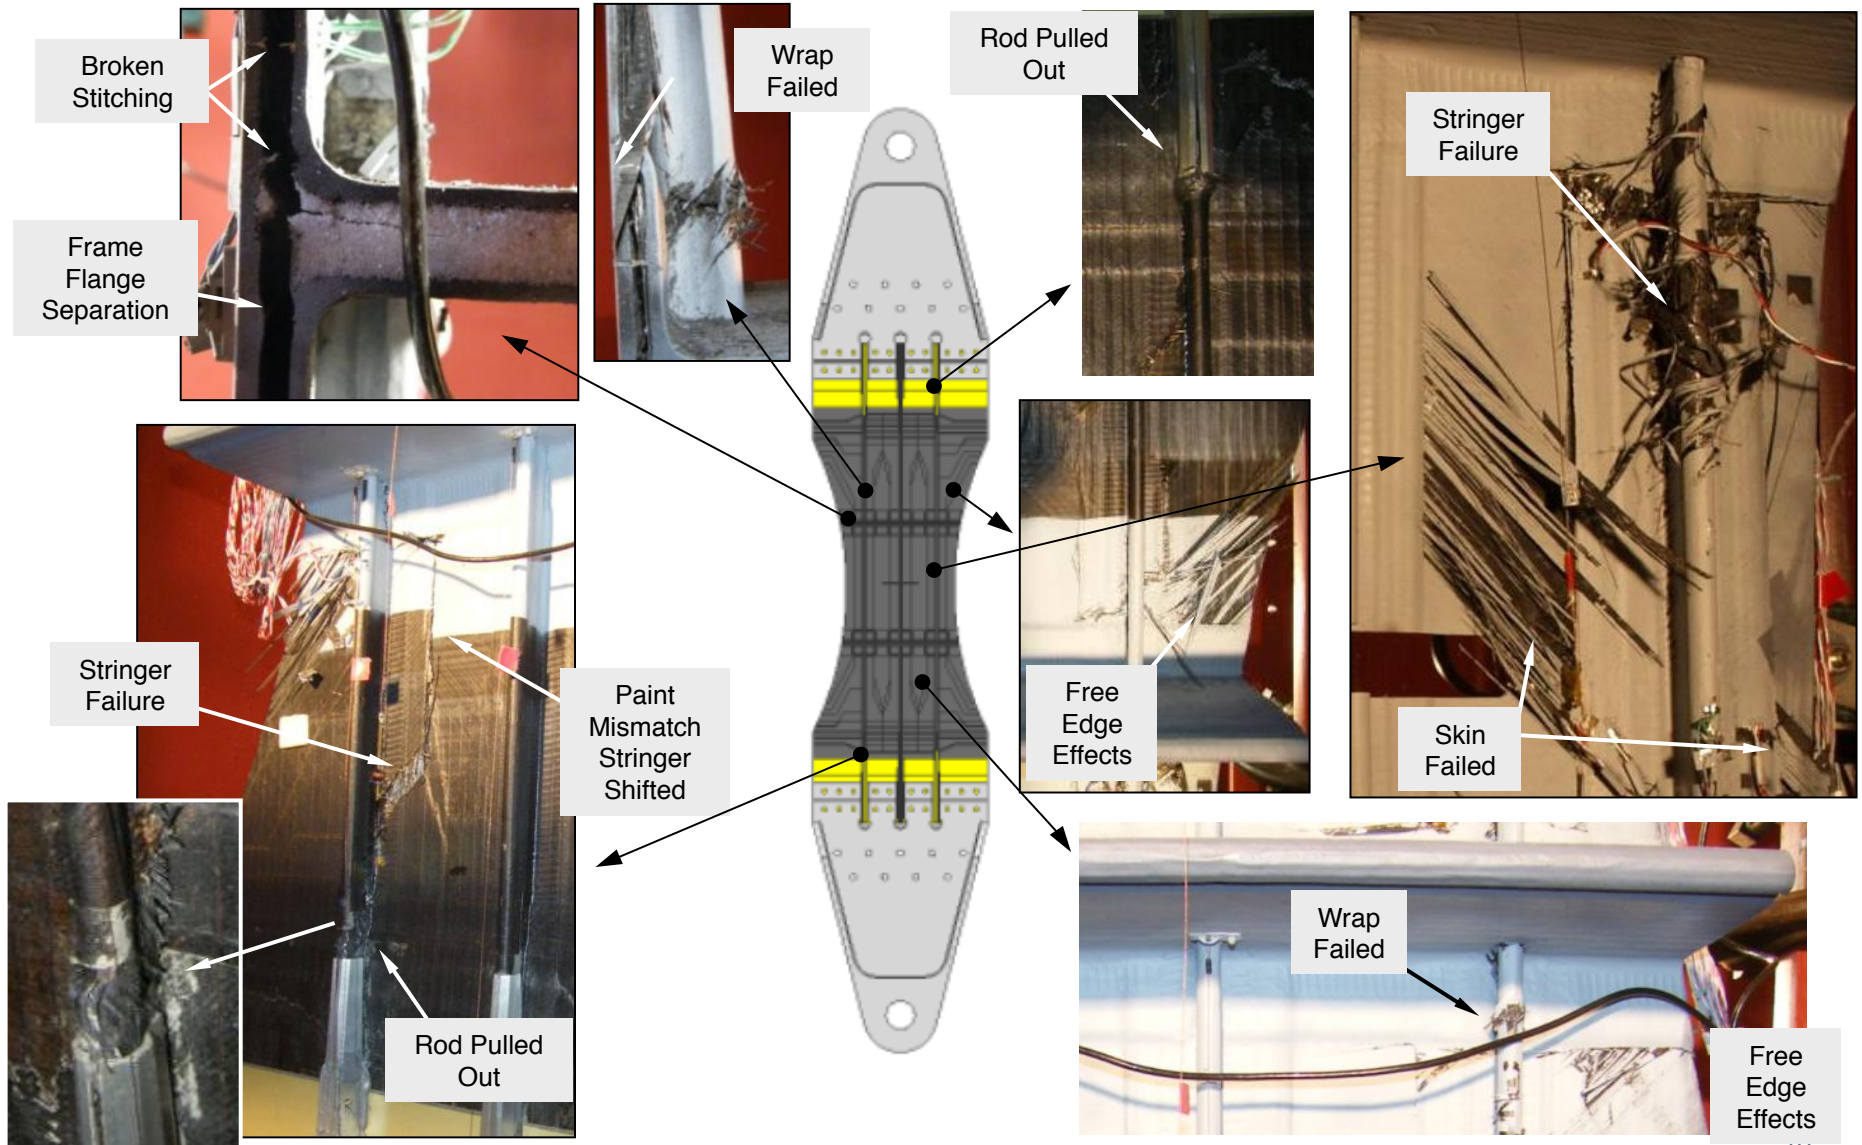 Broken
Stitching
Frame
Flange
Separation
Wrap
Failed
Rod Pulled
Out
Stringer
Failure
Stringer
Failure
Paint
Mismatch
Stringer
Shifted
Free
Edge
Effects
Skin
Failed
Rod Pulled
Out
Wrap
Failed
Free
Edge
Effects